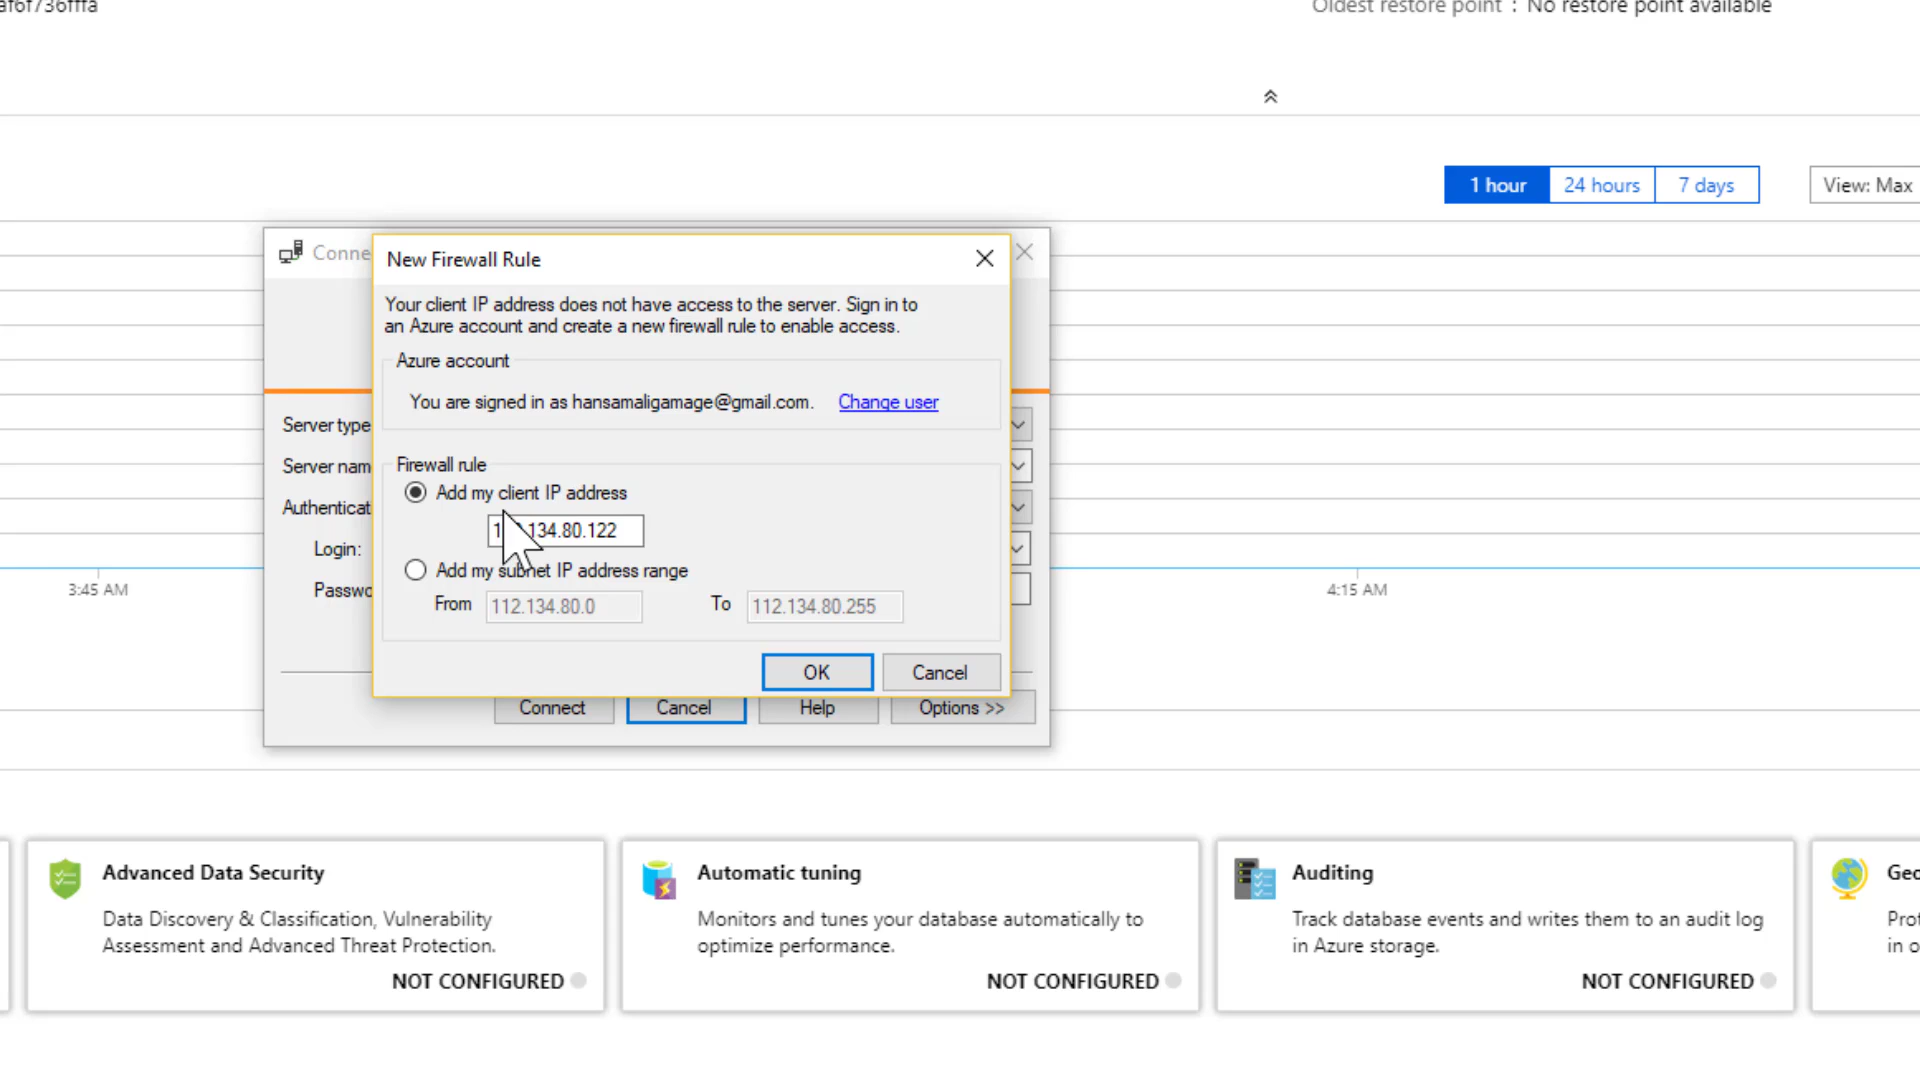 af6f736fffa
Oldest restore point : No restore point available
1 hour
24 hours
7 days
View: Max
Conne
New Firewall Rule
Your client IP address does not have access to the server. Sign in to
an Azure account and create a new firewall rule to enable access.
Azure account
You are signed in as hansamaligamage@gmail.com. Change user
Server type
Server nam
Authenticat
Login:
Passwo
Firewall rule
Add my client IP address
134.80.122
Add my subnet IP address range
From 112.134.80.0 To 112.134.80.255
OK
Cancel
Connect
Cancel
Help
Options >>
3:45 AM
4:15 AM
Advanced Data Security
Data Discovery & Classification, Vulnerability
Assessment and Advanced Threat Protection.
NOT CONFIGURED
Automatic tuning
Monitors and tunes your database automatically to
optimize performance.
NOT CONFIGURED
Auditing
Track database events and writes them to an audit log
in Azure storage.
NOT CONFIGURED
Geo
Prot
in o